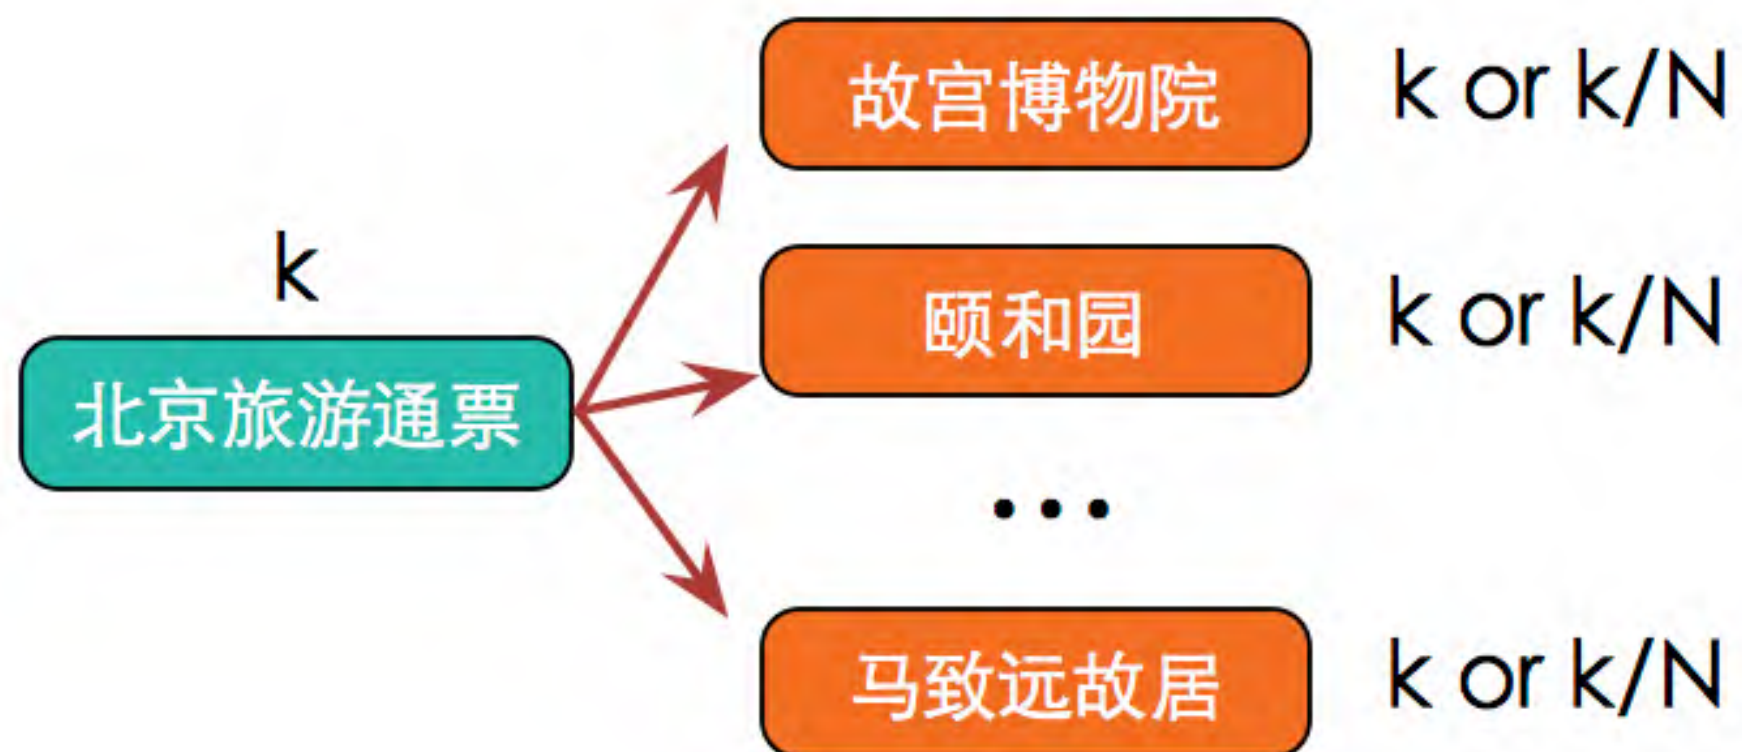 故宫博物院 k or k/N
k
颐和园 k or k/N
北京旅游通票
...
马致远故居 k or k/N